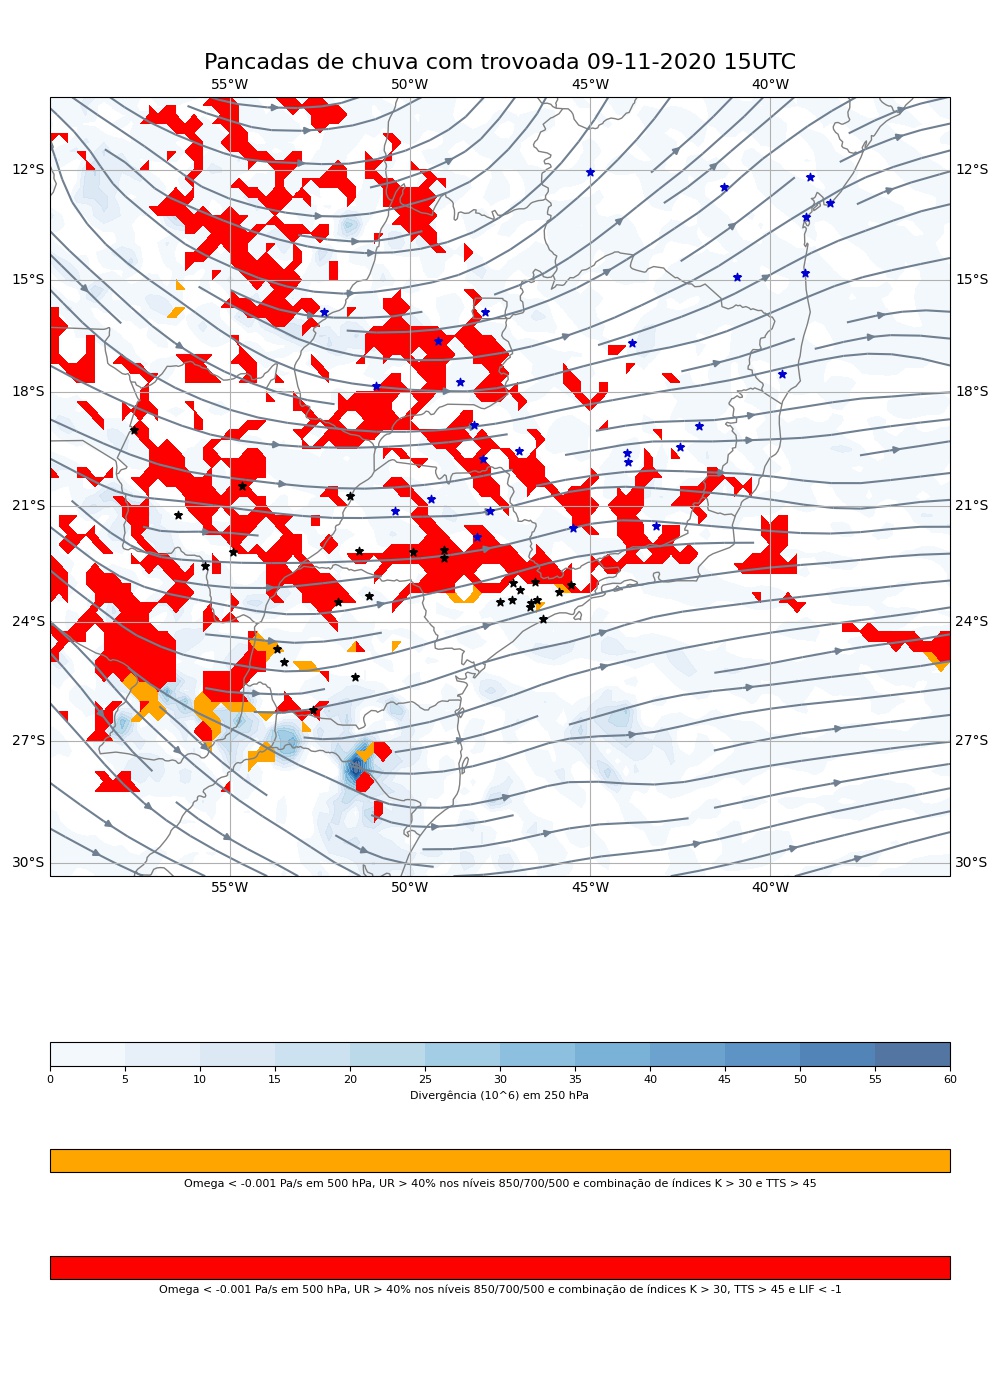 Pancadas de chuva com trovoada 09-11-2020 15UTC
55°W 50°W 45°W 40°W
12°S 12°S
15°S 15°S
18°S 18°S
21°S 21°S
24°S 24°S
27°S 27°S
30°S 30°S
55°W 50°W 45°W 40°W
0 5 10 15 20 25 30 35 40 45 50 55 60
Divergência (10^6) em 250 hPa
Omega < -0.001 Pa/s em 500 hPa, UR > 40% nos níveis 850/700/500 e combinação de índices K > 30 e TTS > 45
Omega < -0.001 Pa/s em 500 hPa, UR > 40% nos níveis 850/700/500 e combinação de índices K > 30, TTS > 45 e LIF < -1